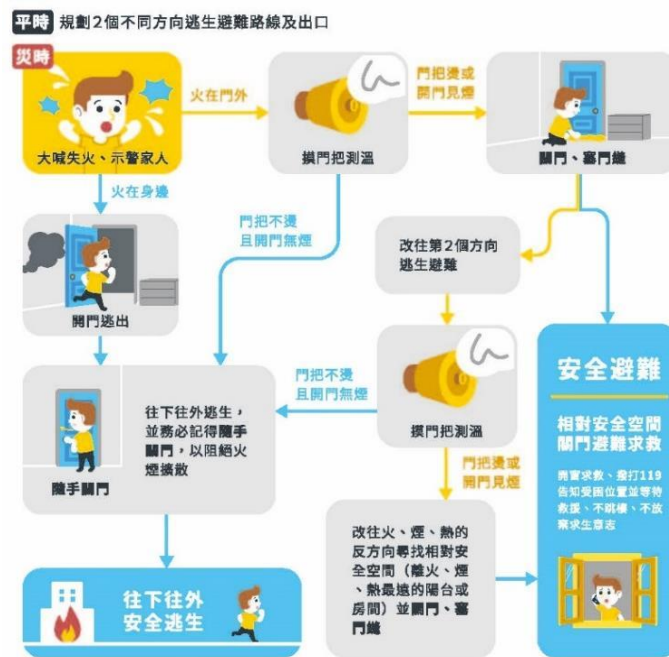 平時 規劃2個不同方向逃生避難路線及出口
災時
大喊失火、示警家人
火在門外
摸門把測溫
門把燙或
開門見煙
關門、塞門縫
火在身邊
開門逃出
門把不燙
且開門無煙
改往第2個方向
逃生避難
摸門把測溫
門把不燙
且開門無煙
隨手關門
往下往外逃生，
並務必記得隨手
關門，以阻絕火
煙擴散
門把燙或
開門見煙
改往火、煙、熱的
反方向尋找相對安
全空間（離火、煙
、熱最遠的陽台或
房間）並關門、塞
門縫
往下往外
安全逃生
安全避難
相對安全空間
關門避難求救
開窗求救、撥打119
告知受困位置並等待
救援、不跳樓、不放
棄求生意志